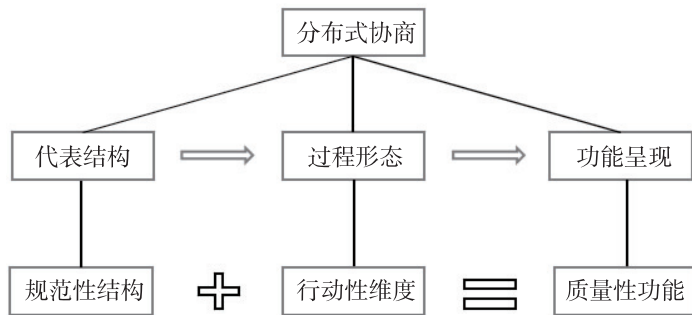 分布式协商
代表结构
过程形态
功能呈现
规范性结构
行动性维度
质量性功能